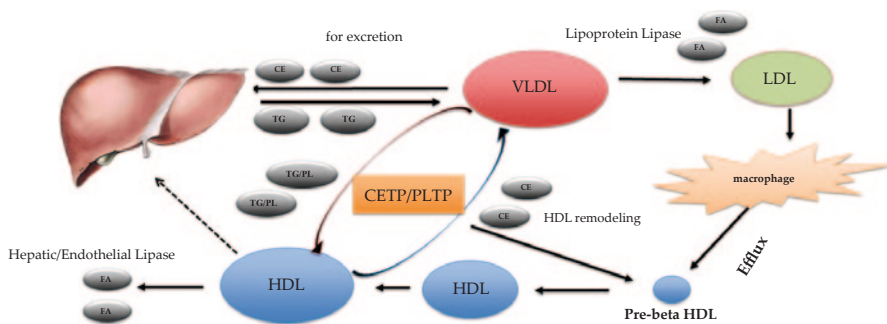 for excretion
Lipoprotein Lipase
FA
FA
CE
CE
VLDL
LDL
TG
TG
TG/PL
TG/PL
CETP/PLTP
CE
CE
HDL remodeling
macrophage
Efflux
Hepatic/Endothelial Lipase
FA
FA
HDL
HDL
Pre-beta HDL